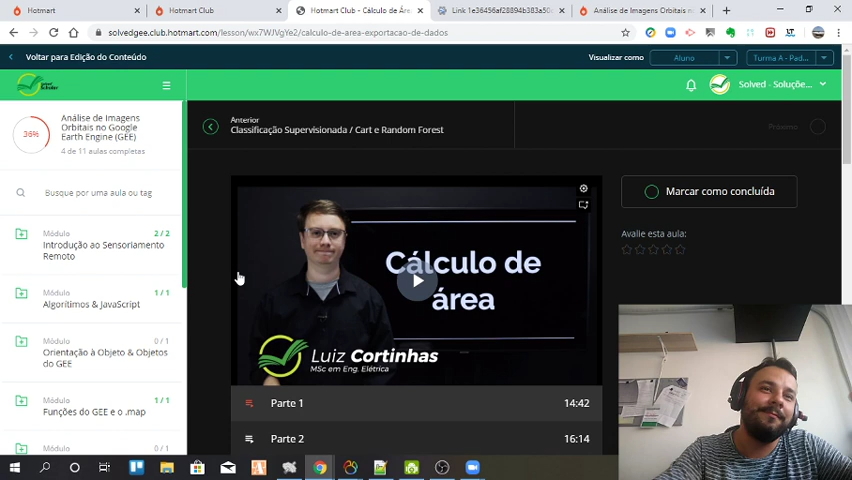 Hotmart
Hotmart Club
Hotmart Club - Cálculo de Áre
Link 1e36456af28894b383a50
Análise de Imagens Orbitais n
solvedgee.club.hotmart.com/lesson/wx7WJVgYe2/calculo-de-area-exportacao-de-dados
Voltar para Edição do Conteúdo
Visualizar como
Aluno
Turma A - Pad...
Solved - Soluçõe...
36%
Análise de Imagens
Orbitais no Google
Earth Engine (GEE)
4 de 11 aulas completas
Busque por uma aula ou tag
Módulo 2 / 2
Introdução ao Sensoriamento
Remoto
Módulo 1 / 1
Algorítimos & JavaScript
Módulo 0 / 1
Orientação à Objeto & Objetos
do GEE
Módulo 1 / 1
Funções do GEE e o .map
Módulo 0 / 1
Anterior
Classificação Supervisionada / Cart e Random Forest
Próximo
Cálculo de
área
Luiz Cortinhas
MSc em Eng. Elétrica
Parte 1 14:42
Parte 2 16:14
Marcar como concluída
Avalie esta aula: